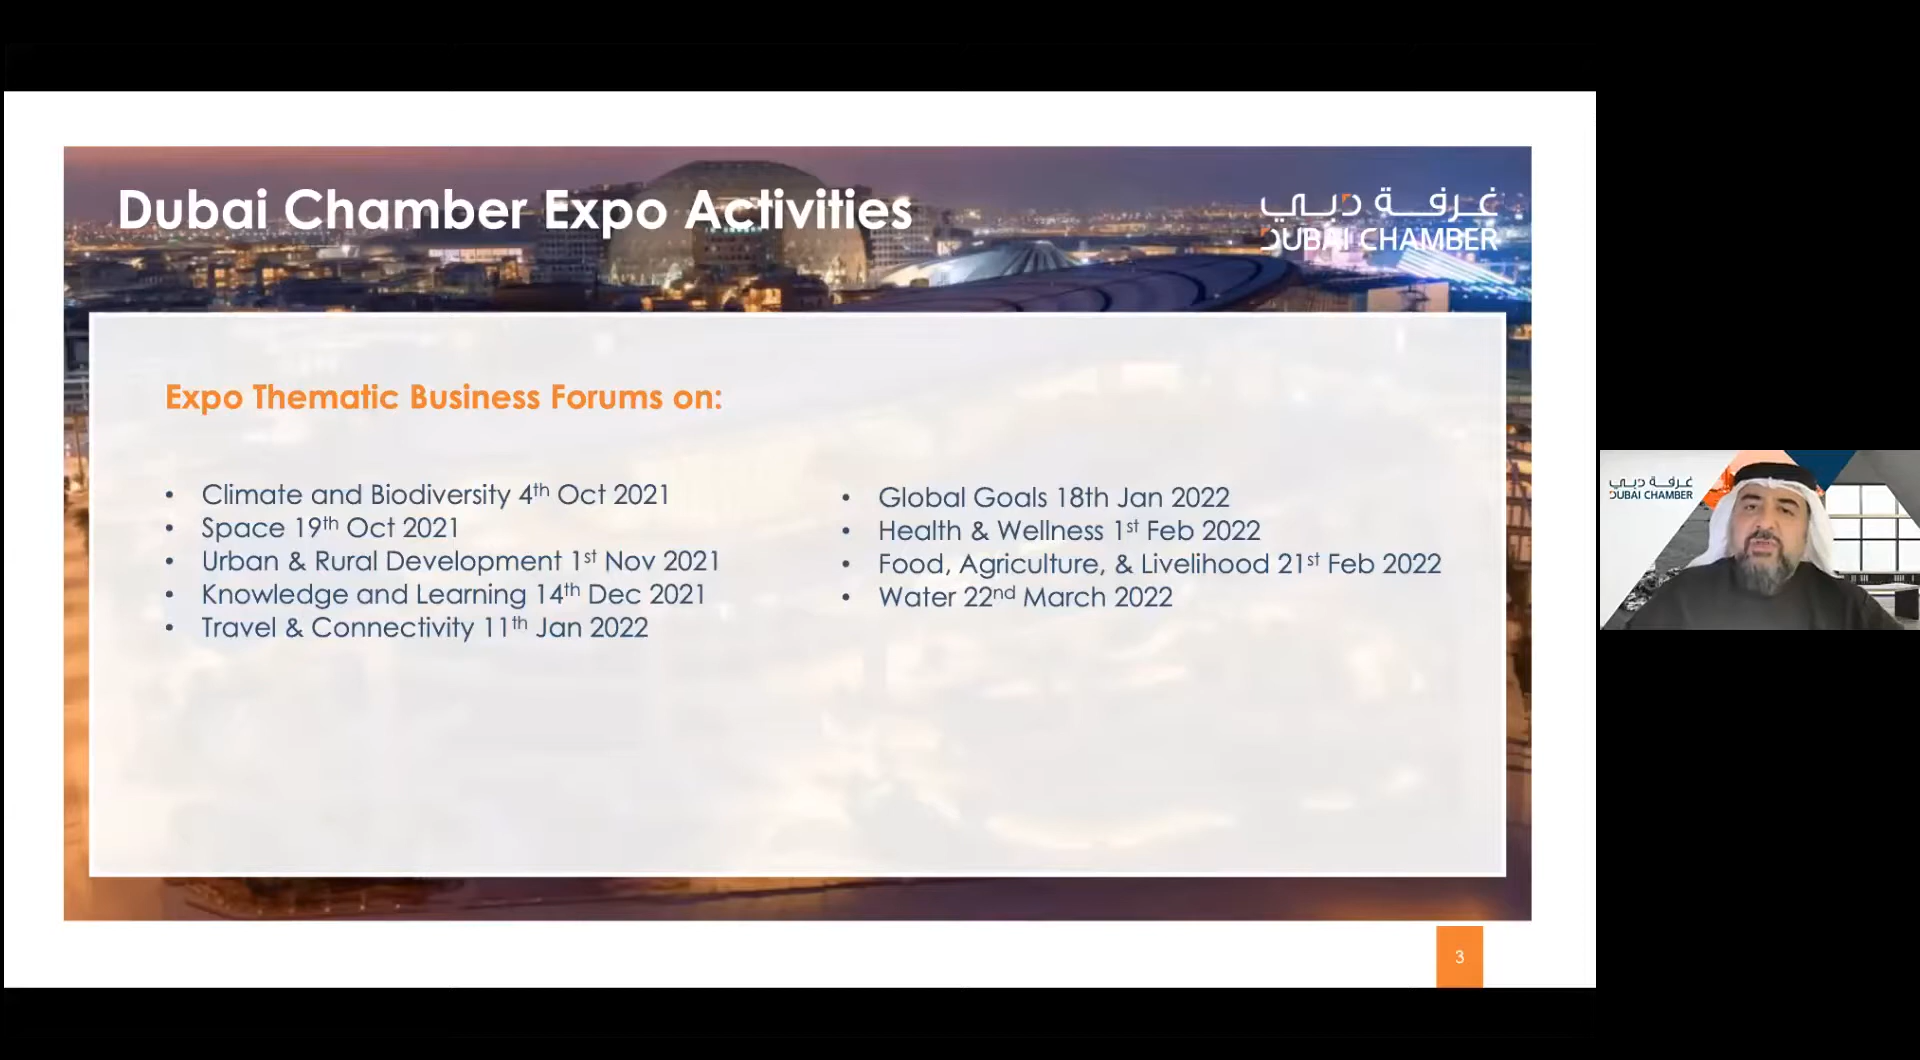 Dubai Chamber Expo Activities
غرفة دبي
DUBAI CHAMBER
Expo Thematic Business Forums on:
• Climate and Biodiversity 4th Oct 2021
• Space 19th Oct 2021
• Urban & Rural Development 1st Nov 2021
• Knowledge and Learning 14th Dec 2021
• Travel & Connectivity 11th Jan 2022
• Global Goals 18th Jan 2022
• Health & Wellness 1st Feb 2022
• Food, Agriculture, & Livelihood 21st Feb 2022
• Water 22nd March 2022
3
غرفة دبي
DUBAI CHAMBER